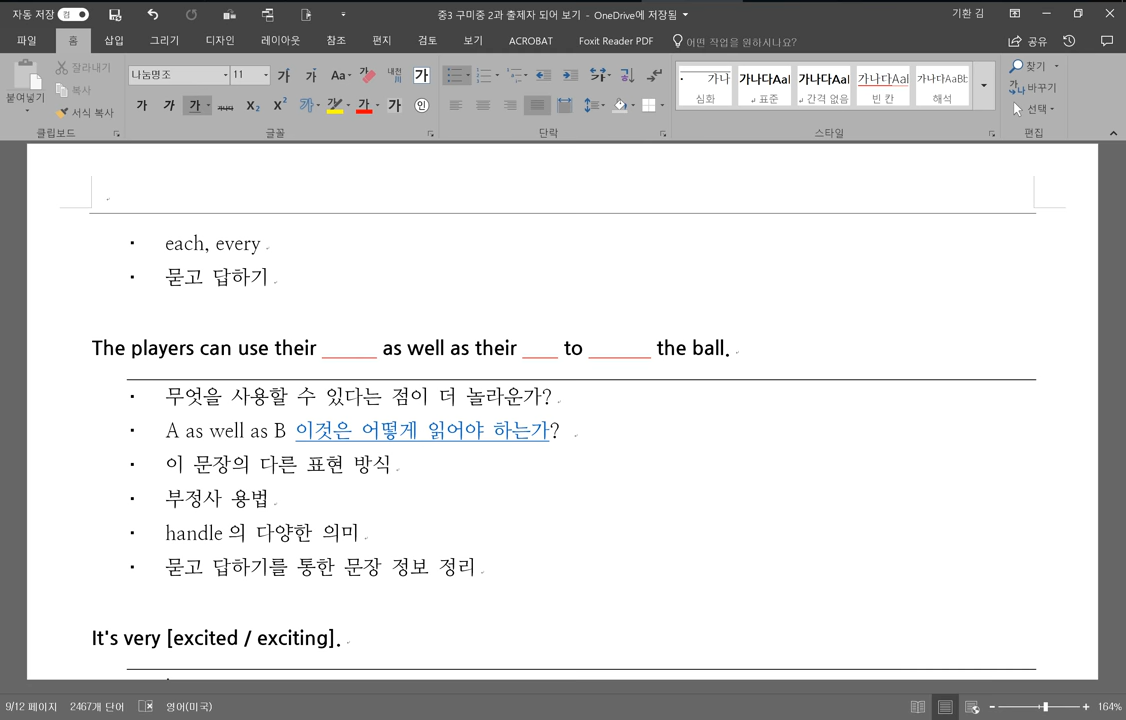 자동 저장 켬 중3 구미중 2과 출제자 되어 보기 - OneDrive에 저장됨 기환 김
파일 홈 삽입 그리기 디자인 레이아웃 참조 편지 검토 보기 ACROBAT Foxit Reader PDF 어떤 작업을 원하시나요? 공유
붙여넣기 잘라내기 복사 서식 복사
나눔명조 11
가나 심화 가나다AaI 표준 가나다AaI 간격 없음 가나다AaI 빈 칸 가나다AaBb 해석
찾기 바꾸기 선택
클립보드 글꼴 단락 스타일 편집
▪ each, every
▪ 묻고 답하기
The players can use their ______ as well as their ____ to _______ the ball.
▪ 무엇을 사용할 수 있다는 점이 더 놀라운가?
▪ A as well as B 이것은 어떻게 읽어야 하는가?
▪ 이 문장의 다른 표현 방식
▪ 부정사 용법
▪ handle의 다양한 의미
▪ 묻고 답하기를 통한 문장 정보 정리
It's very [excited / exciting].
9/12 페이지 2467개 단어 영어(미국) 164%